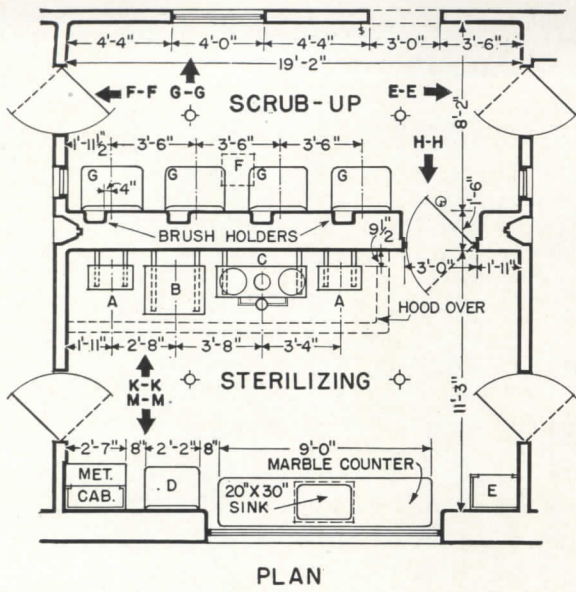 4'-4" 4'-0" 4'-4" 3'-0" 3'-6"
S
19'-2"
F-F G-G E-E
SCRUB-UP
8'-2"
H-H
1'-11½" 3'-6" 3'-6" 3'-6"
F
G G G G
4"
1'-6"
BRUSH HOLDERS
9½"
C
3'-0" 1'-11"
A B A
HOOD OVER
1'-11" 2'-8" 3'-8" 3'-4"
K-K
M-M
STERILIZING
11'-3"
2'-7" 8" 2'-2" 8" 9'-0"
MARBLE COUNTER
MET.
CAB.
D
20"X30"
SINK
E
PLAN